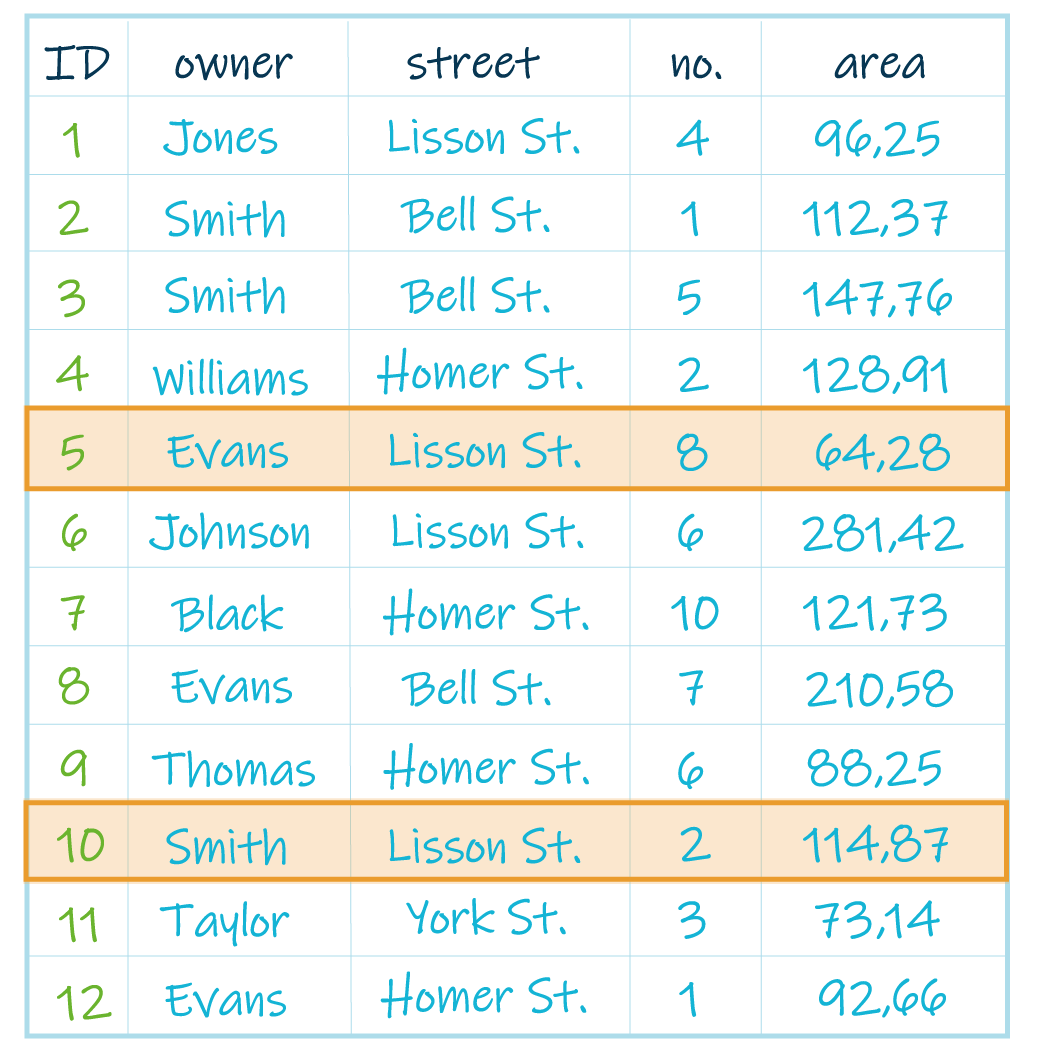 ID owner street no. area
1 Jones Lisson St. 4 96,25
2 Smith Bell St. 1 112,37
3 Smith Bell St. 5 147,76
4 Williams Homer St. 2 128,91
5 Evans Lisson St. 8 64,28
6 Johnson Lisson St. 6 281,42
7 Black Homer St. 10 121,73
8 Evans Bell St. 7 210,58
9 Thomas Homer St. 6 88,25
10 Smith Lisson St. 2 114,87
11 Taylor York St. 3 73,14
12 Evans Homer St. 1 92,66